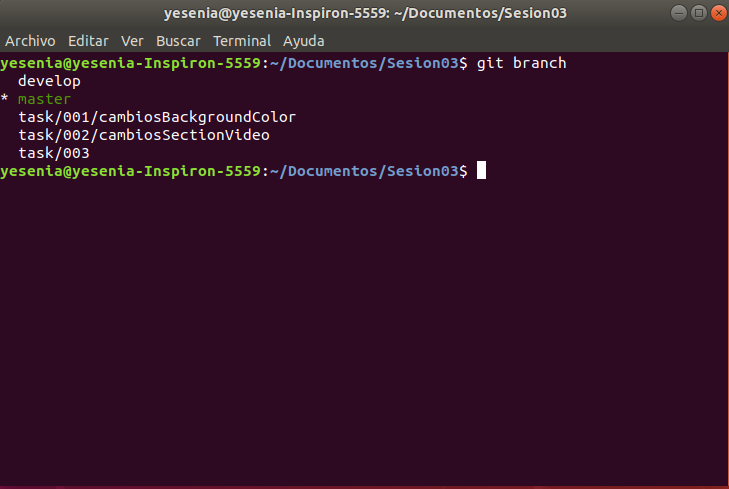 yesenia@yesenia-Inspiron-5559: ~/Documentos/Sesion03
Archivo Editar Ver Buscar Terminal Ayuda
yesenia@yesenia-Inspiron-5559:~/Documentos/Sesion03$ git branch
  develop
* master
  task/001/cambiosBackgroundColor
  task/002/cambiosSectionVideo
  task/003
yesenia@yesenia-Inspiron-5559:~/Documentos/Sesion03$